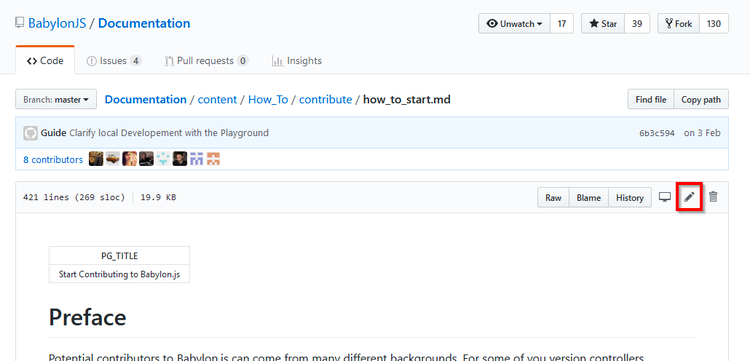 BabylonJS / Documentation
Unwatch 17 Star 39 Fork 130
Code Issues 4 Pull requests 0 Insights
Branch: master Documentation / content / How_To / contribute / how_to_start.md Find file Copy path
Guide Clarify local Developement with the Playground 6b3c594 on 3 Feb
8 contributors
421 lines (269 sloc) 19.9 KB Raw Blame History
PG_TITLE
Start Contributing to Babylon.js
Preface
Potential contributors to Babylon.js can come from many different backgrounds. For some of you version controllers